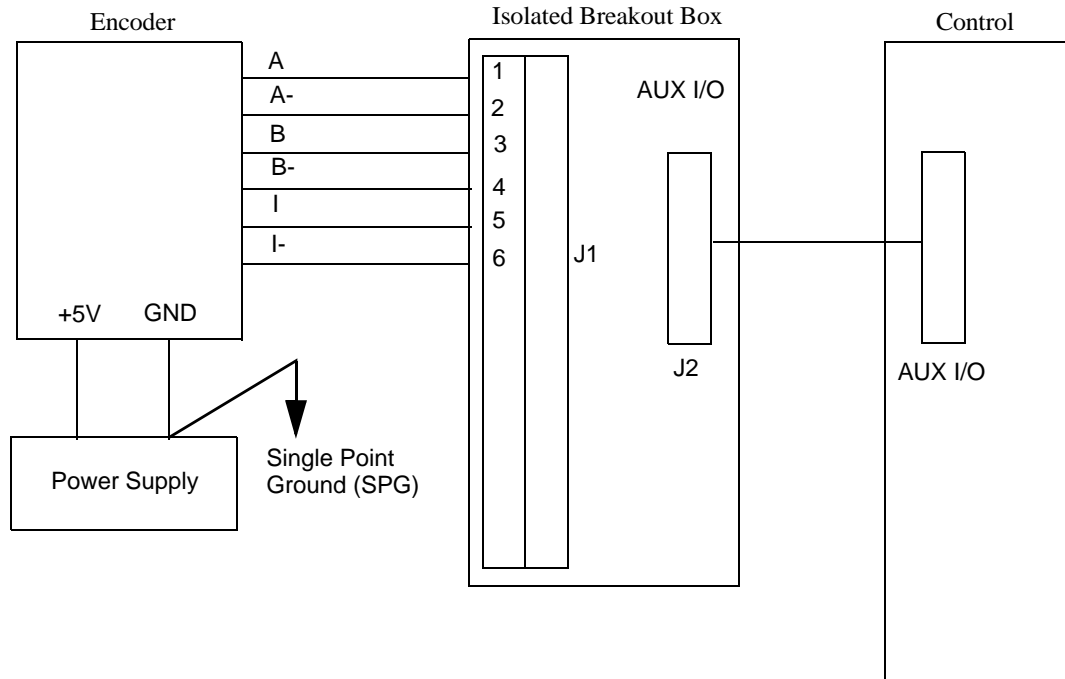 Encoder
Isolated Breakout Box
Control
A
A-
B
B-
I
I-
1
2
3
4
5
6
J1
AUX I/O
J2
AUX I/O
+5V
GND
Power Supply
Single Point
Ground (SPG)